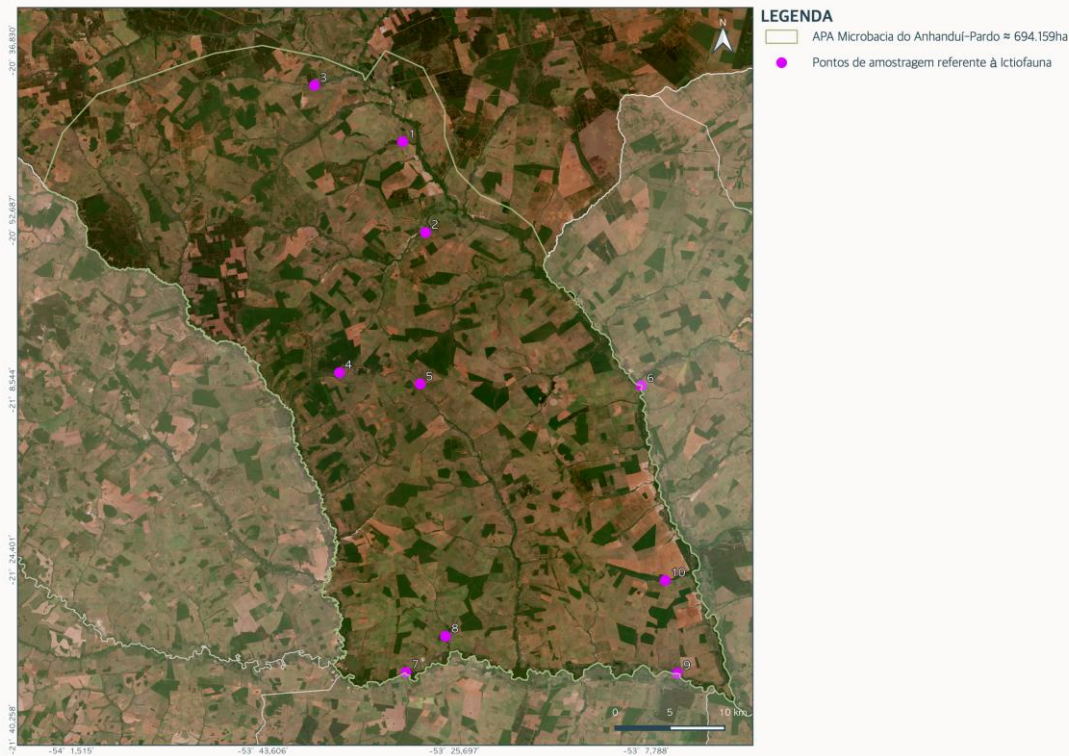 LEGENDA
APA Microbacia do Anhanduí-Pardo ≈ 694.159ha
Pontos de amostragem referente à Ictiofauna
N
3
1
2
4
5
6
10
8
7
9
0 5 10 km
-20° 36,830'
-20° 52,687'
-21° 8,544'
-21° 24,401'
-21° 40,258'
-54° 1,515' -53° 43,606' -53° 25,697' -53° 7,788'